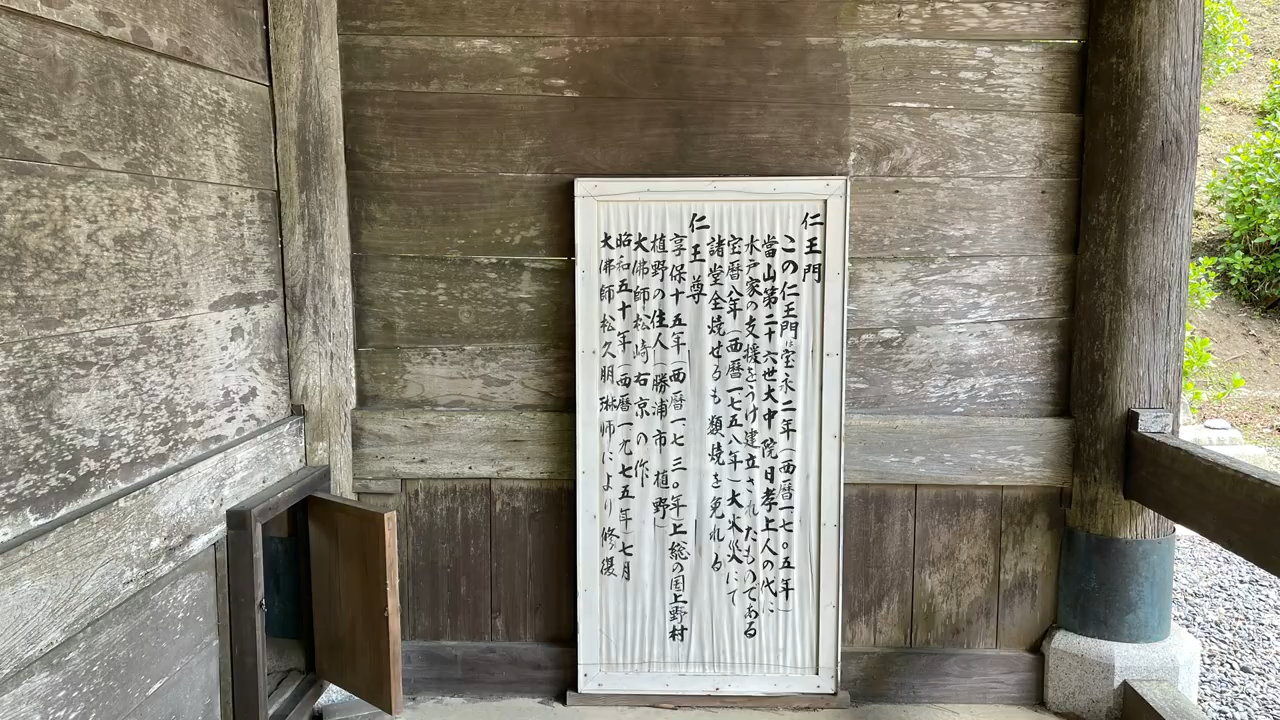 仁王門
この仁王門は宝永二年(西暦一七〇五年)
當山第二十六世大中院日孝上人の代に
水戸家の支援をうけ建立されたものである
宝暦八年(西暦一七五八年)大火災にて
諸堂全焼せるも類焼を免れる
仁王尊
享保十五年(西暦一七三〇年)上総の国上野村
植野の住人(勝浦市植野)
大佛師松崎右京の作
昭和五十年(西暦一九七五年)七月
大佛師松久朋琳師により修復